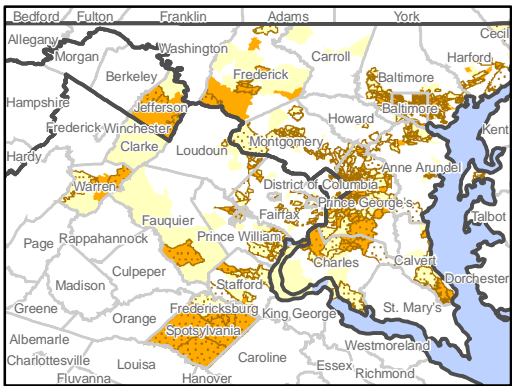 Bedford Fulton Franklin Adams York
Cecil
Allegany Morgan Washington
Carroll Harford
Berkeley Frederick Baltimore
Hampshire Jefferson Baltimore
Frederick Winchester Howard Kent
Clarke Loudoun Montgomery
Hardy Anne Arundel
Warren District of Columbia
Prince George's
Fairfax Talbot
Fauquier
Page Rappahannock Prince William
Calvert
Culpeper Charles
Madison Stafford Dorchester
Greene Fredericksburg King George St. Mary's
Orange
Spotsylvania
Albemarle Westmoreland
Charlottesville Louisa Caroline
Essex
Fluvanna Hanover Richmond